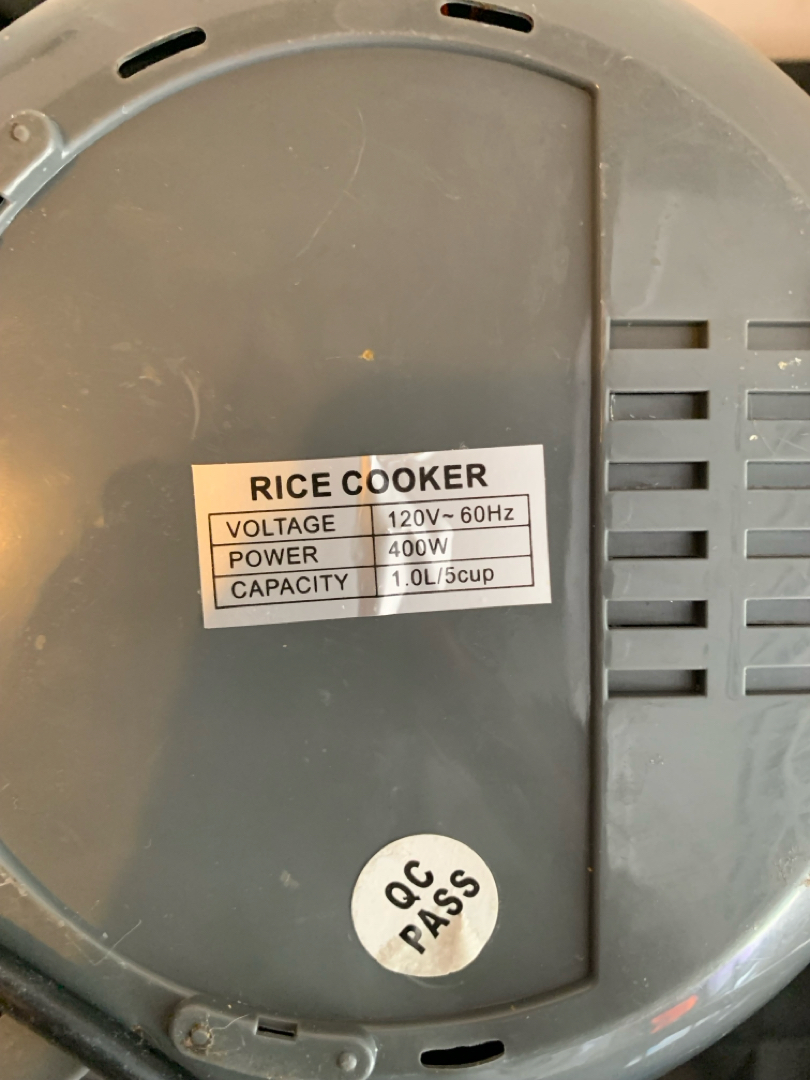 RICE COOKER
VOLTAGE 120V~ 60Hz
POWER 400W
CAPACITY 1.0L/5cup
QC
PASS